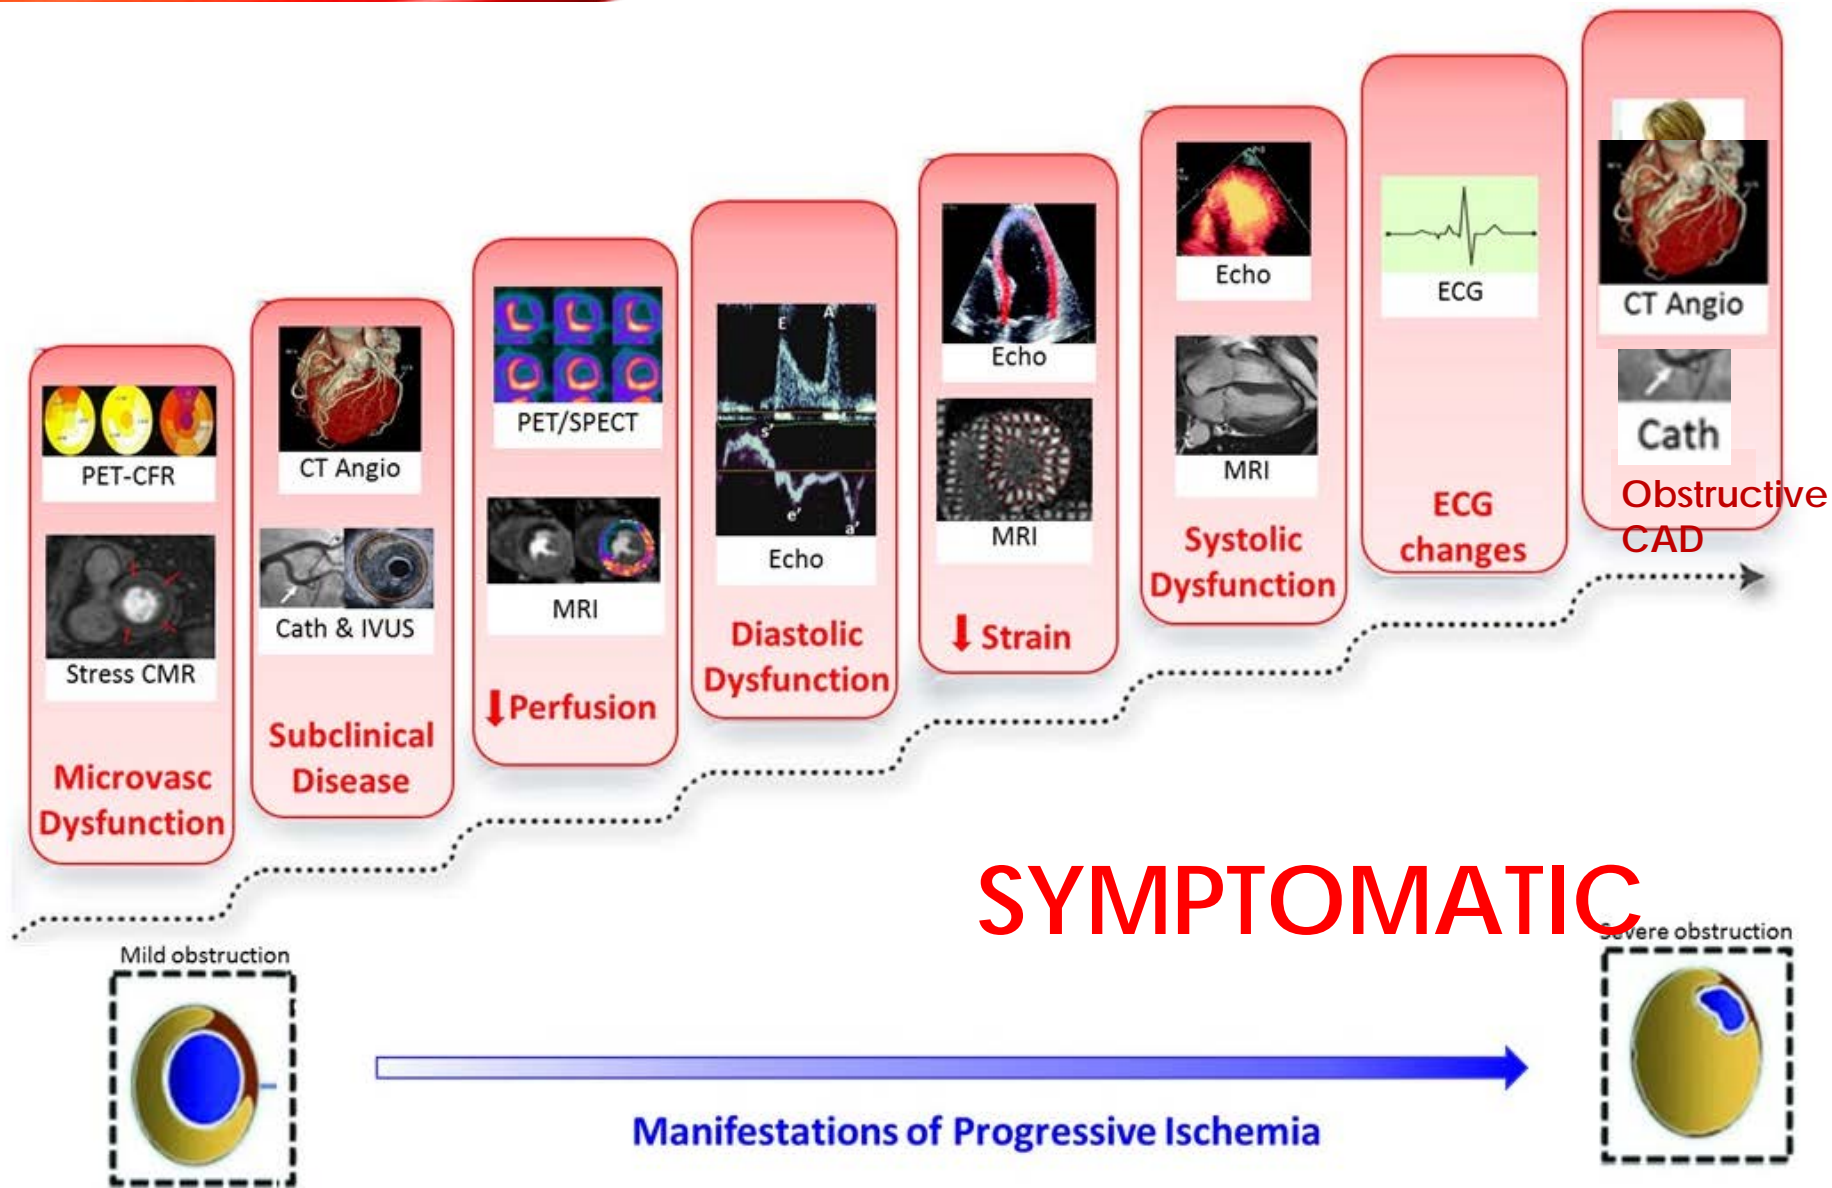 PET-CFR
Stress CMR
Microvasc
Dysfunction
CT Angio
Cath & IVUS
Subclinical
Disease
PET/SPECT
MRI
Perfusion
E
A
s'
e'
a'
Echo
Diastolic
Dysfunction
Echo
MRI
Strain
Echo
MRI
Systolic
Dysfunction
ECG
ECG
changes
CT Angio
Cath
Obstructive
CAD
SYMPTOMATIC
Mild obstruction
Severe obstruction
Manifestations of Progressive Ischemia